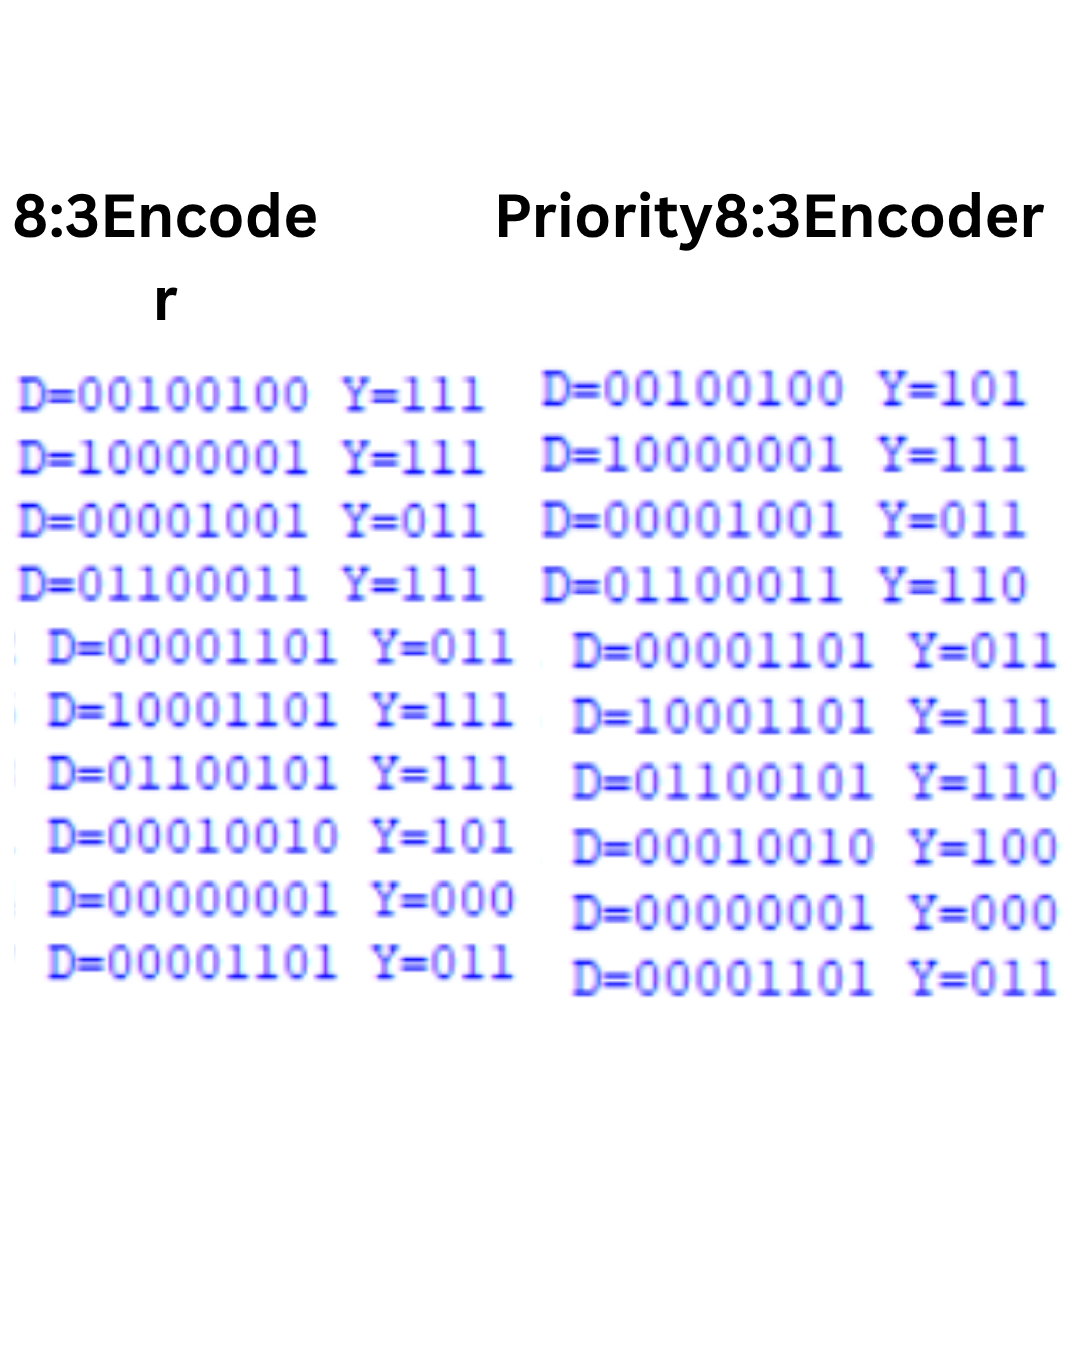 8:3Encode
r
D=00100100 Y=111
D=10000001 Y=111
D=00001001 Y=011
D=01100011 Y=111
D=00001101 Y=011
D=10001101 Y=111
D=01100101 Y=111
D=00010010 Y=101
D=00000001 Y=000
D=00001101 Y=011
Priority8:3Encoder
D=00100100 Y=101
D=10000001 Y=111
D=00001001 Y=011
D=01100011 Y=110
D=00001101 Y=011
D=10001101 Y=111
D=01100101 Y=110
D=00010010 Y=100
D=00000001 Y=000
D=00001101 Y=011